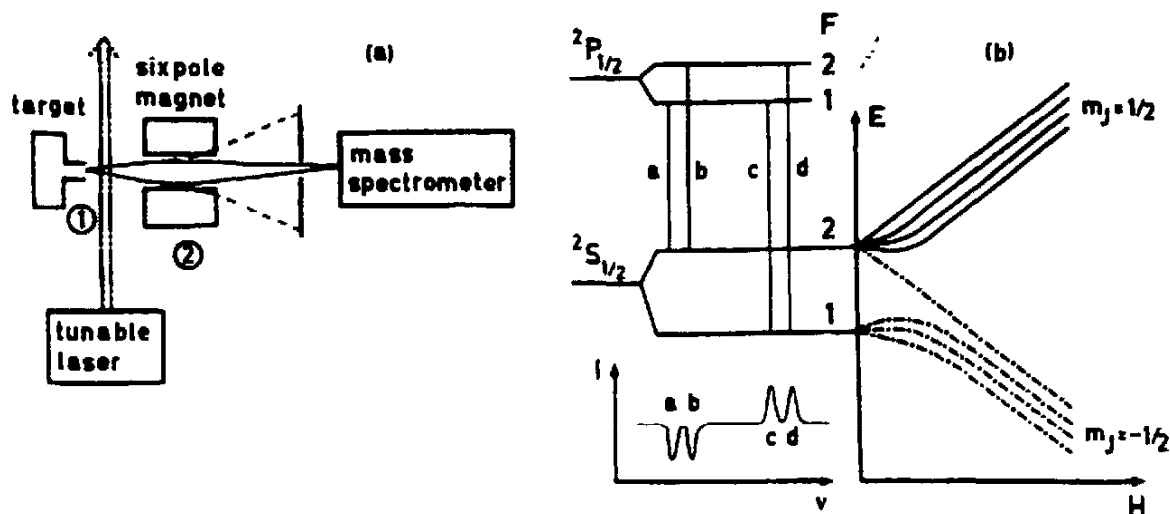 (a)
sixpole
magnet
target
mass
spectrometer
①
②
tunable
laser
(b)
F
²P₁/₂
2
1
E
mⱼ = 1/2
a
b
c
d
²S₁/₂
2
1
I
a b
c d
ν
mⱼ = -1/2
H